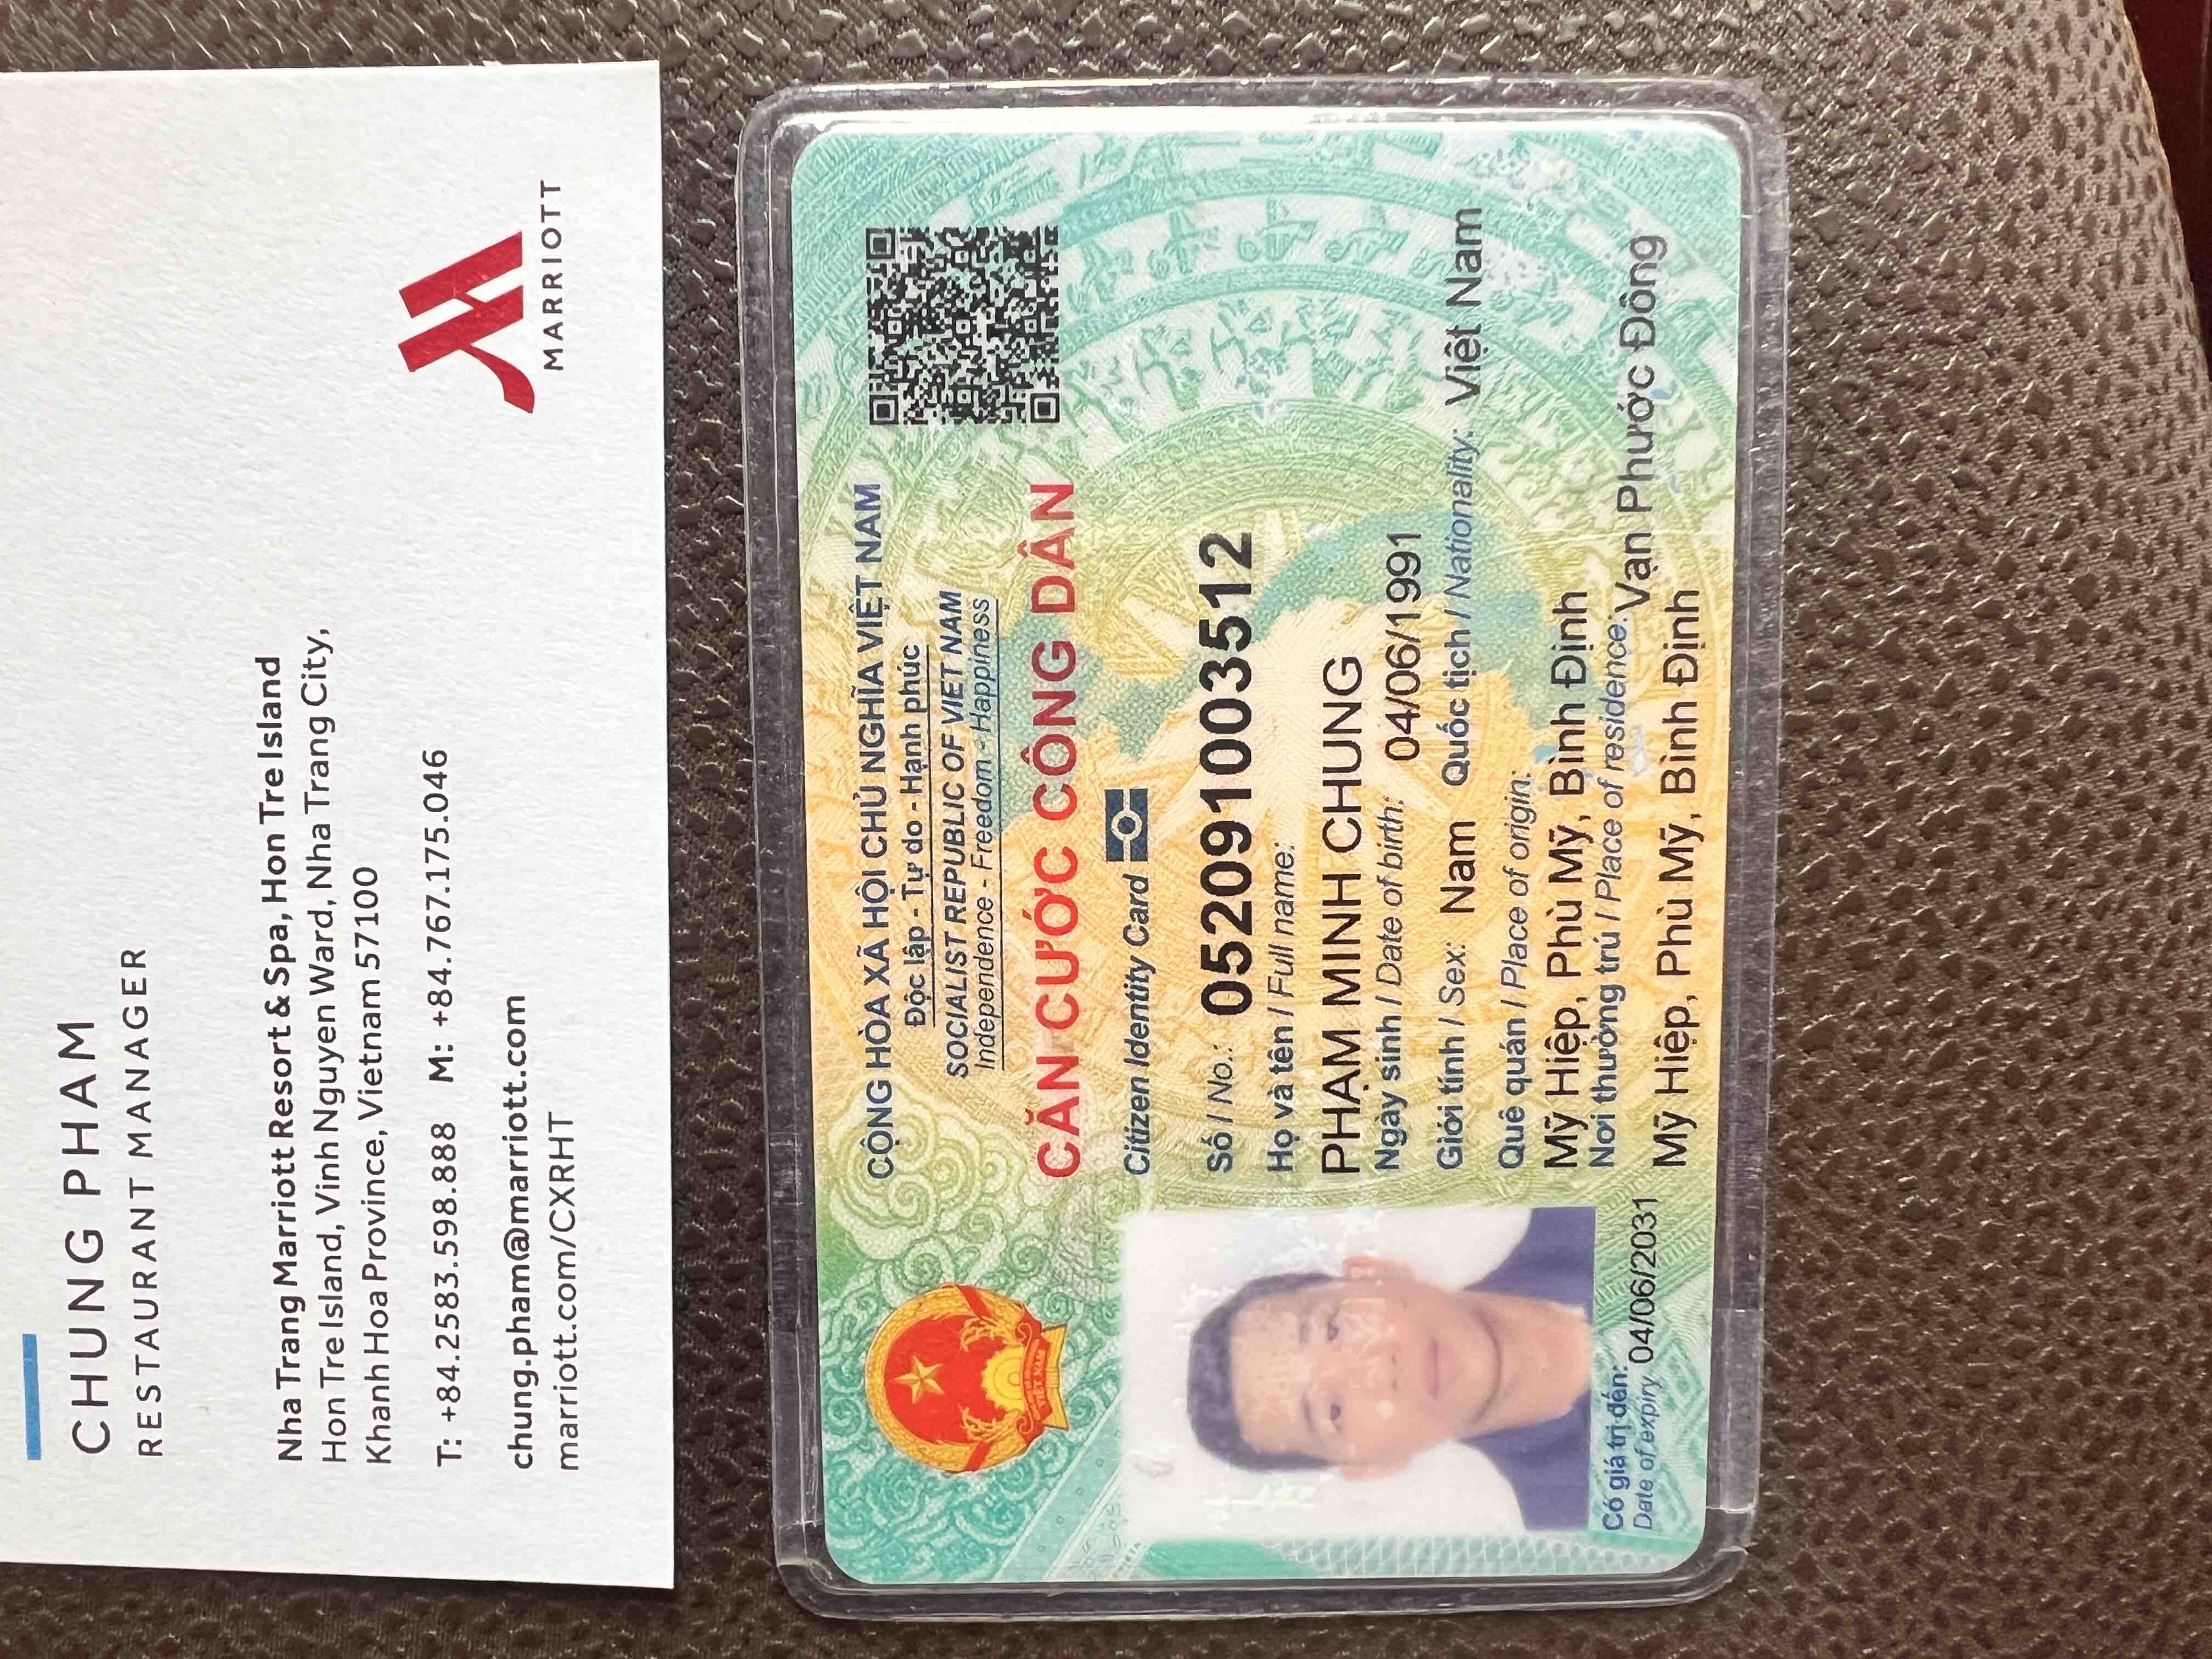 CHUNG PHAM
RESTAURANT MANAGER
Nha Trang Marriott Resort & Spa, Hon Tre Island
Hon Tre Island, Vinh Nguyen Ward, Nha Trang City,
Khanh Hoa Province, Vietnam 57100
T: +84.2583.598.888 M: +84.767.175.046
chung.pham@marriott.com
marriott.com/CXRHT
MARRIOTT
CỘNG HÒA XÃ HỘI CHỦ NGHĨA VIỆT NAM
Độc lập - Tự do - Hạnh phúc
SOCIALIST REPUBLIC OF VIET NAM
Independence - Freedom - Happiness
CĂN CƯỚC CÔNG DÂN
Citizen Identity Card
Số / No.: 052091003512
Họ và tên / Full name:
PHẠM MINH CHUNG
Ngày sinh / Date of birth: 04/06/1991
Giới tính / Sex: Nam Quốc tịch / Nationality: Việt Nam
Quê quán / Place of origin:
Mỹ Hiệp, Phù Mỹ, Bình Định
Nơi thường trú / Place of residence: Vạn Phước Đông
Mỹ Hiệp, Phù Mỹ, Bình Định
Có giá trị đến: 04/06/2031
Date of expiry
VIỆT NAM